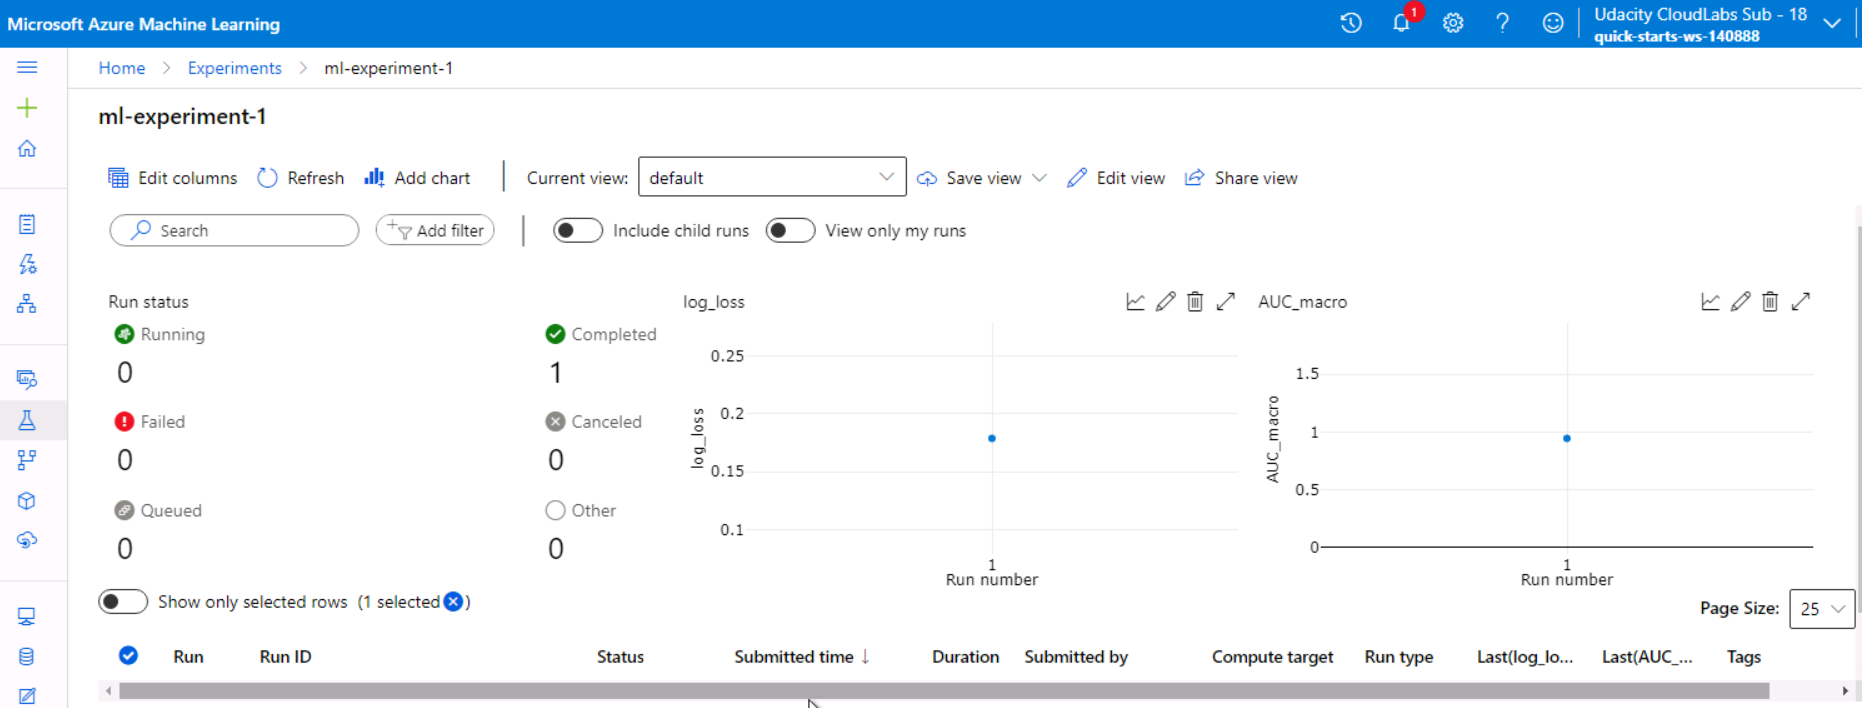 Microsoft Azure Machine Learning
1
Udacity CloudLabs Sub - 18
quick-starts-ws-140888
Home > Experiments > ml-experiment-1
ml-experiment-1
Edit columns Refresh Add chart Current view: default Save view Edit view Share view
Search Add filter Include child runs View only my runs
Run status
Running
0
Completed
1
Failed
0
Canceled
0
Queued
0
Other
0
log_loss
0.25
0.2
0.15
0.1
log_loss
1
Run number
AUC_macro
1.5
1
0.5
0
AUC_macro
1
Run number
Show only selected rows (1 selected )
Page Size: 25
Run Run ID Status Submitted time ↓ Duration Submitted by Compute target Run type Last(log_lo... Last(AUC_... Tags